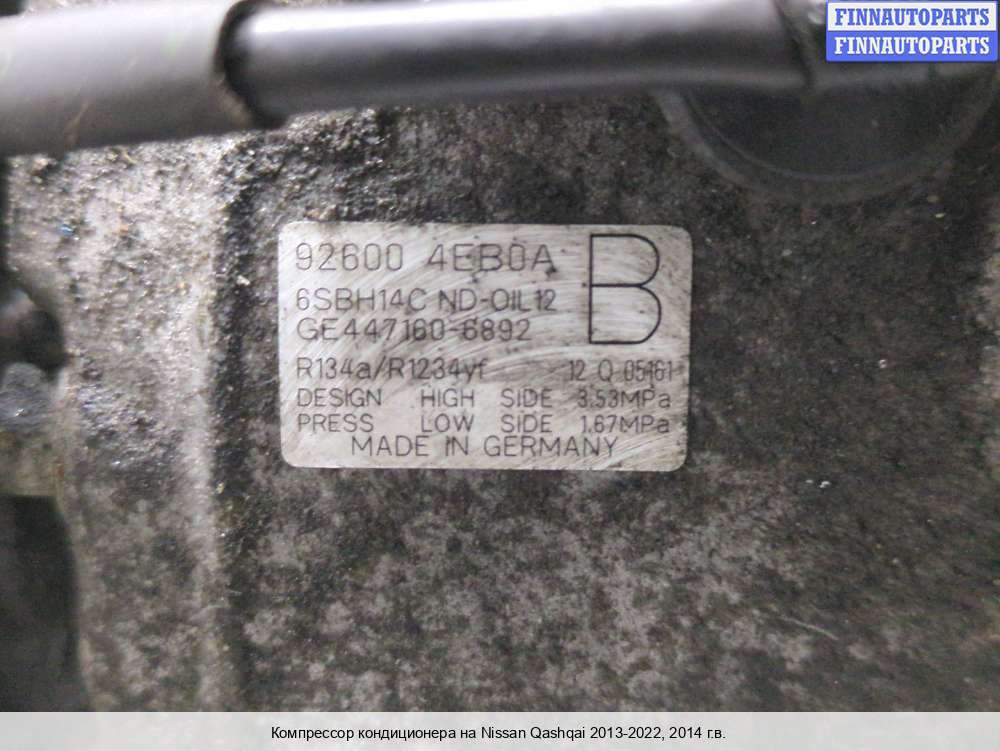 FINNAUTOPARTS
FINNAUTOPARTS
92600 4EB0A
B
6SBH14C ND-OIL12
GE447160-6892
R134a/R1234yf 12 Q 05161
DESIGN HIGH SIDE 3.53MPa
PRESS LOW SIDE 1.67MPa
MADE IN GERMANY
Компрессор кондиционера на Nissan Qashqai 2013-2022, 2014 г.в.